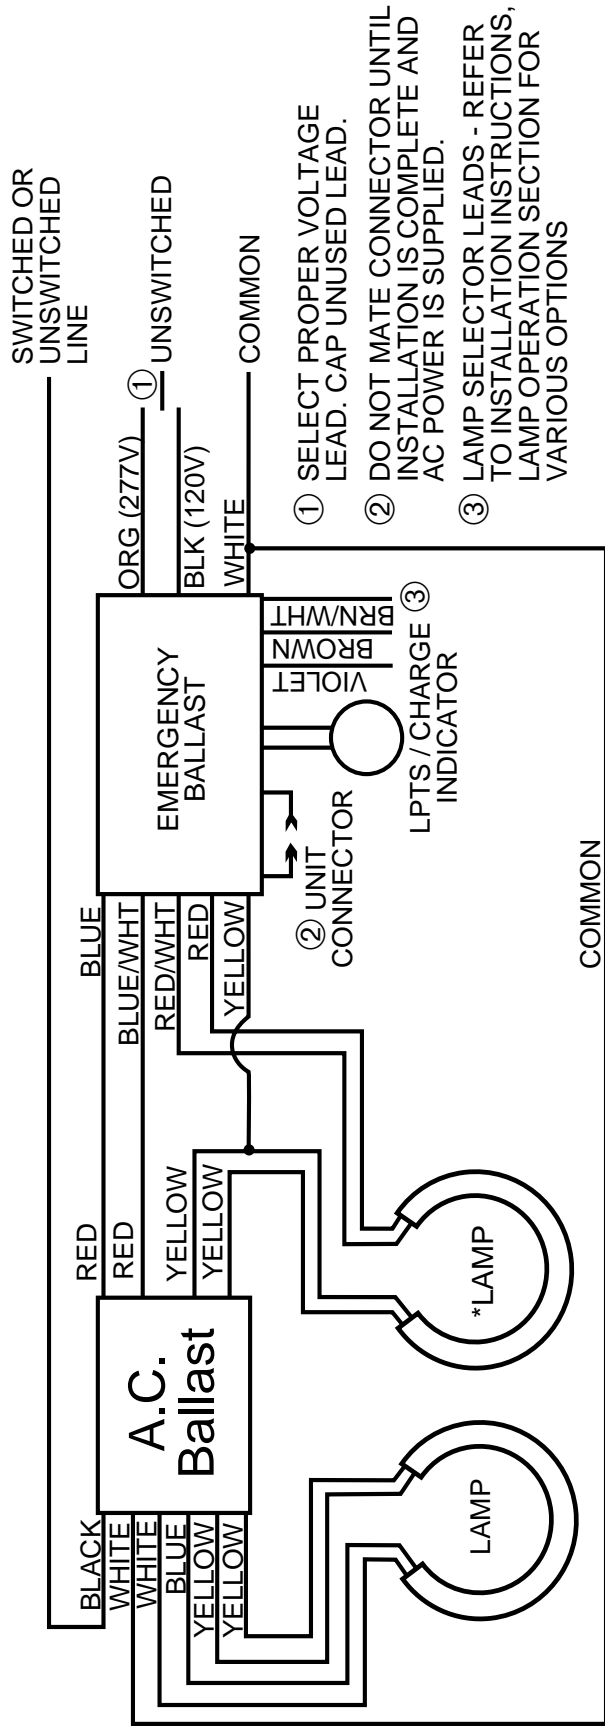 SWITCHED OR
UNSWITCHED
LINE
① UNSWITCHED
COMMON
ORG (277V)
BLK (120V)
WHITE
EMERGENCY
BALLAST
BLUE
BLUE/WHT
RED/WHT
RED
YELLOW
BRN/WHT
BROWN
VIOLET
③
LPTS / CHARGE
INDICATOR
② UNIT
CONNECTOR
RED
RED
YELLOW
YELLOW
A.C.
Ballast
BLACK
WHITE
WHITE
BLUE
YELLOW
YELLOW
LAMP
*LAMP
COMMON
① SELECT PROPER VOLTAGE
LEAD. CAP UNUSED LEAD.
② DO NOT MATE CONNECTOR UNTIL
INSTALLATION IS COMPLETE AND
AC POWER IS SUPPLIED.
③ LAMP SELECTOR LEADS - REFER
TO INSTALLATION INSTRUCTIONS,
LAMP OPERATION SECTION FOR
VARIOUS OPTIONS